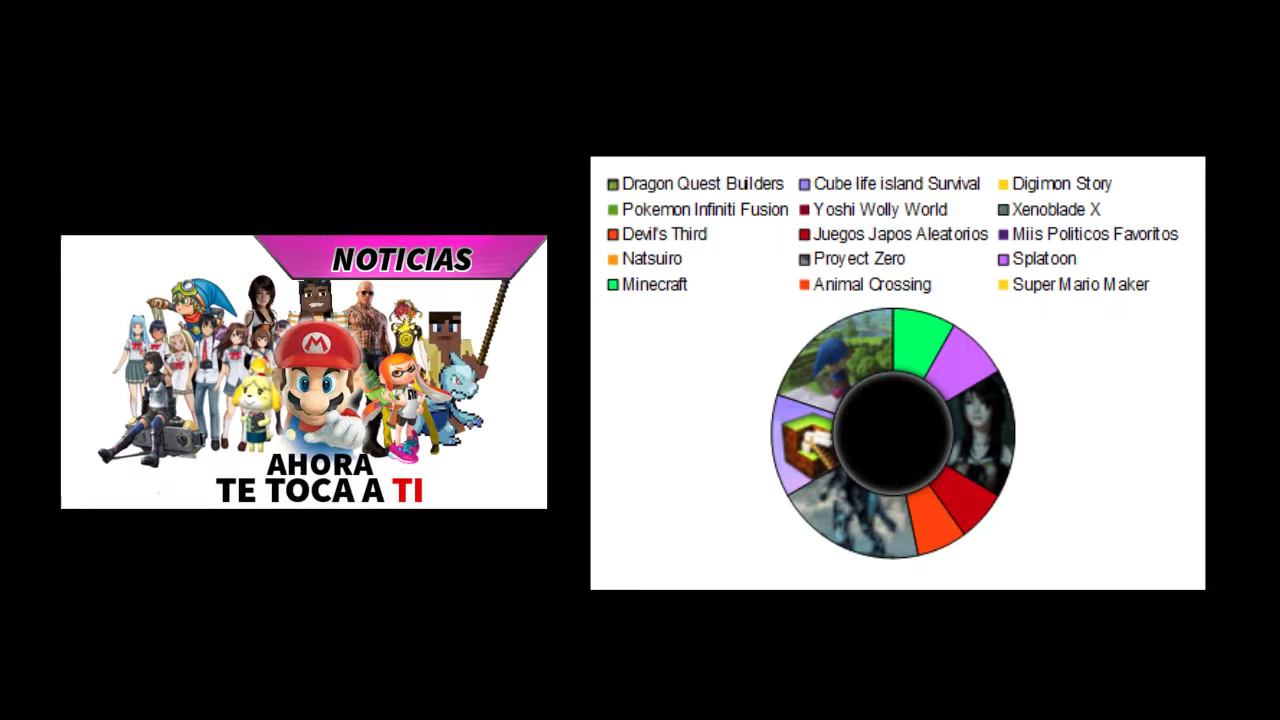 NOTICIAS
AHORA
TE TOCA A TI
Dragon Quest Builders
Cube life island Survival
Digimon Story
Pokemon Infiniti Fusion
Yoshi Wolly World
Xenoblade X
Devil's Third
Juegos Japos Aleatorios
Miis Politicos Favoritos
Natsuiro
Proyect Zero
Splatoon
Minecraft
Animal Crossing
Super Mario Maker